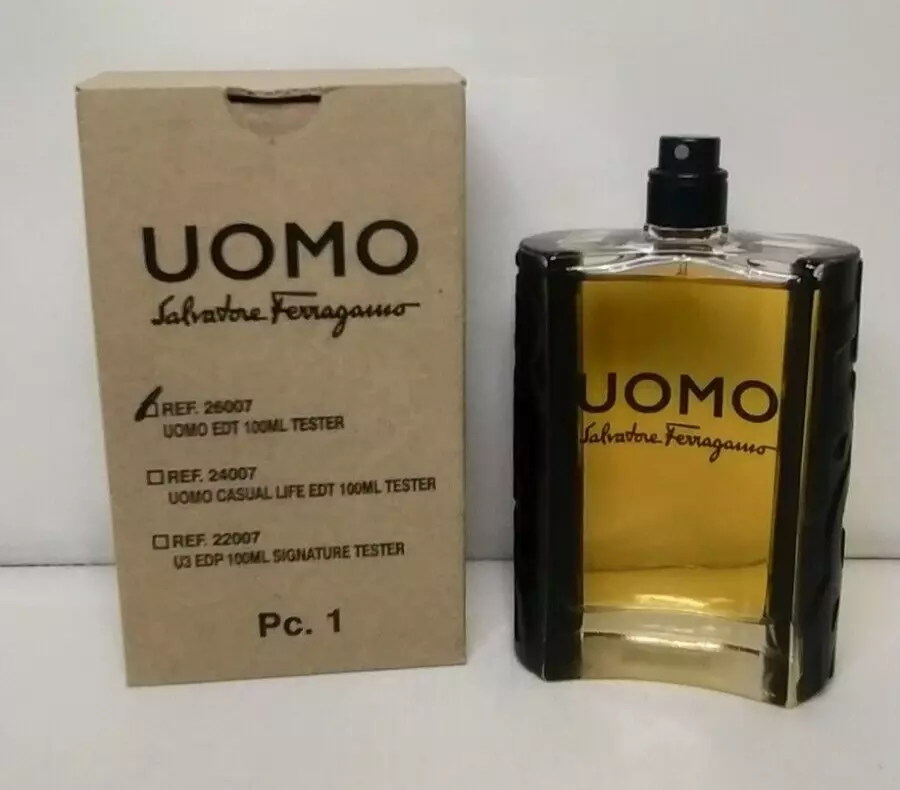 UOMO
Salvatore Ferragamo
REF. 26007
UOMO EDT 100ML TESTER
REF. 24007
UOMO CASUAL LIFE EDT 100ML TESTER
REF. 22007
U3 EDP 100ML SIGNATURE TESTER
Pc. 1
UOMO
Salvatore Ferragamo